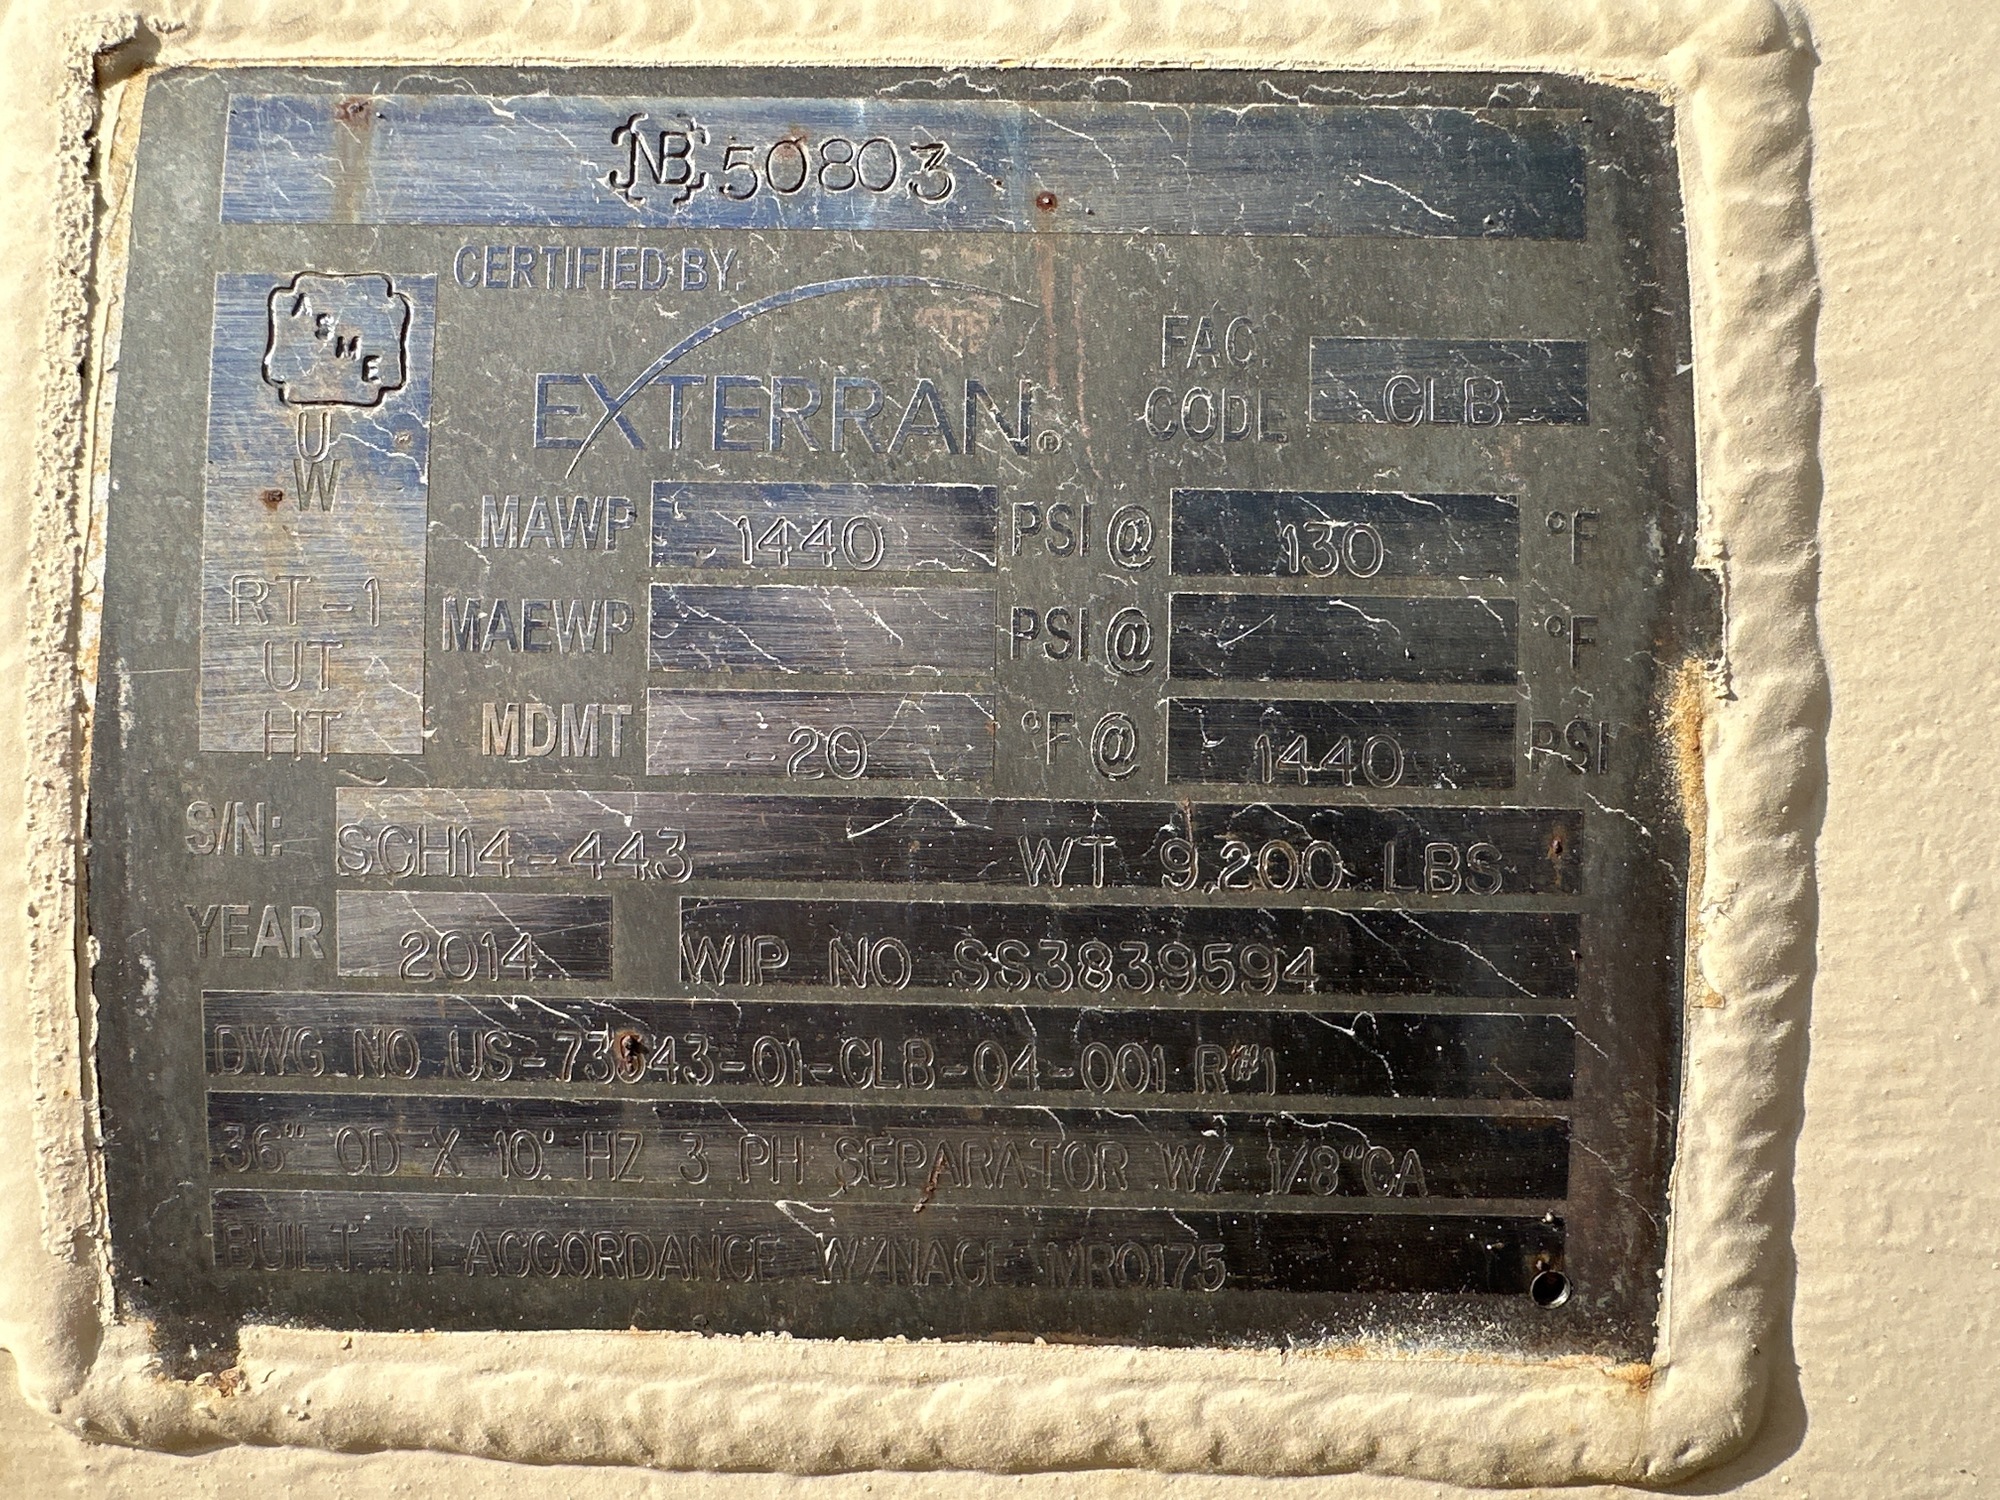 NB 50803
CERTIFIED BY:
ASME
EXTERRAN®
FAC. CODE CLB
U
W
MAWP 1440 PSI @ 130 °F
RT-1
MAEWP PSI @ °F
UT
MDMT -20 °F @ 1440 PSI
HT
S/N: SCH14-443 WT 9,200 LBS
YEAR 2014 WIP NO SS3839594
DWG NO US-73 43-01-CLB-04-001 R#1
36" OD X 10' HZ 3 PH SEPARATOR W/ 1/8"CA
BUILT IN ACCORDANCE W/NACE MR0175